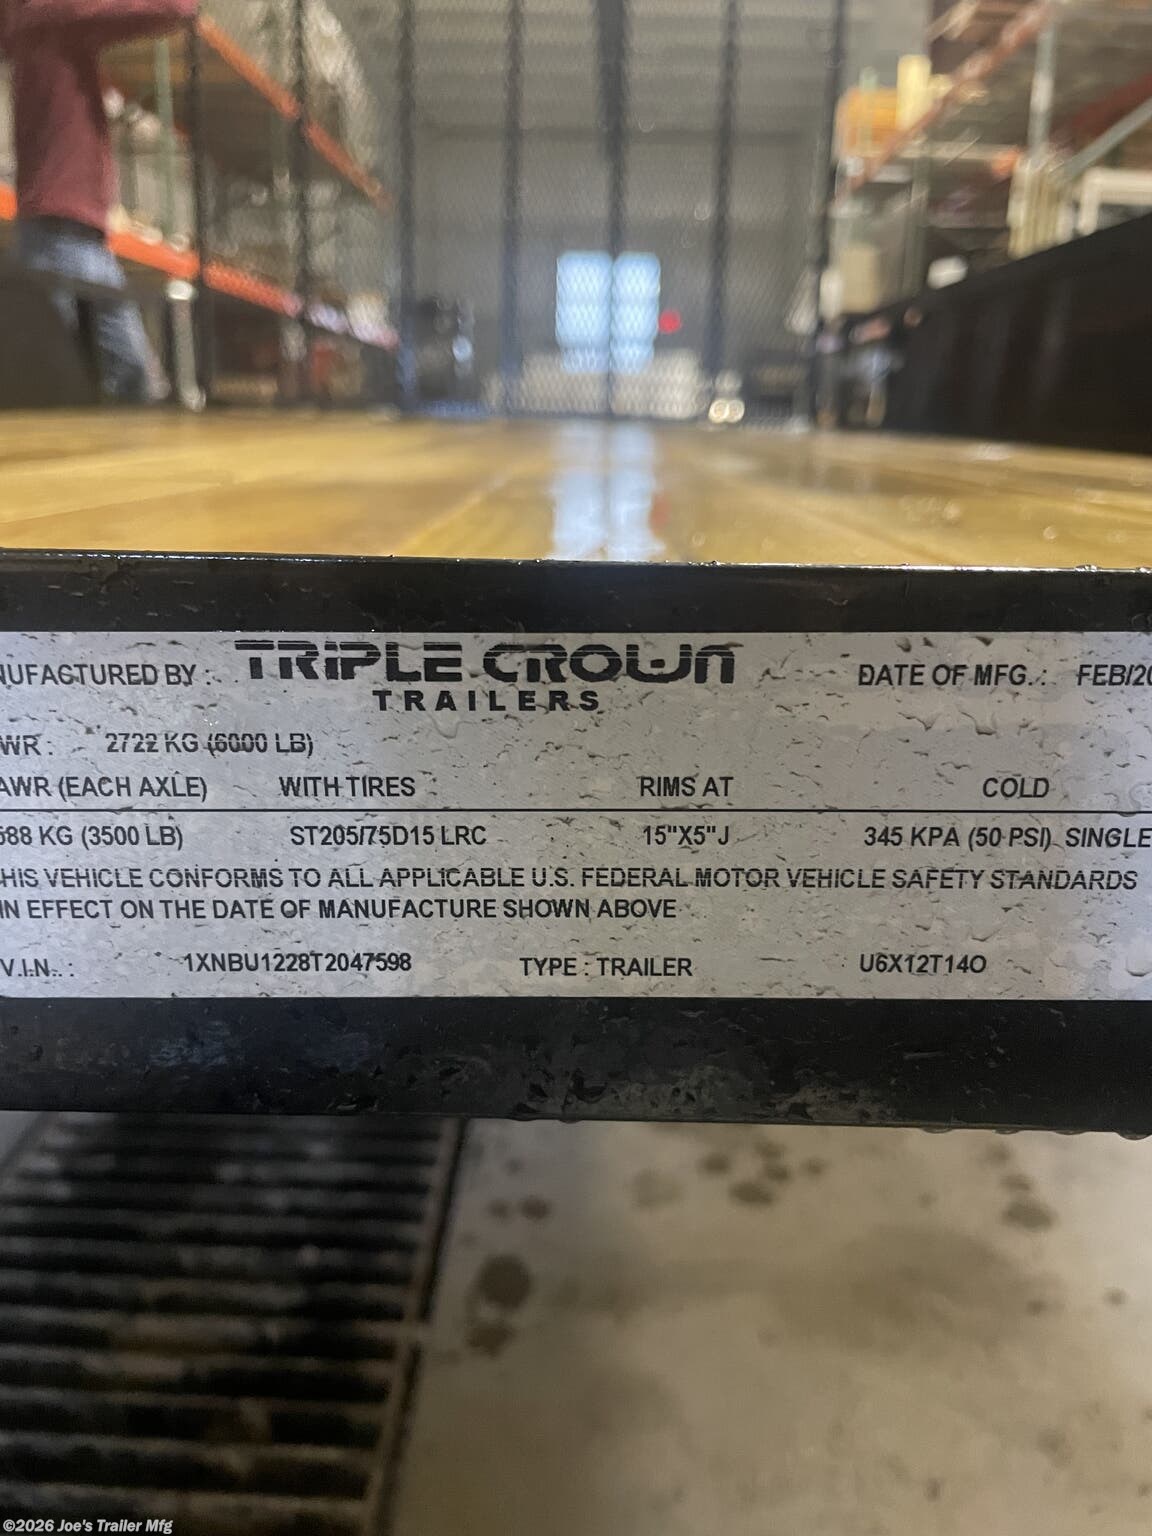 NUFACTURED BY : TRIPLE CROWN TRAILERS DATE OF MFG. : FEB/20
WR : 2722 KG (6000 LB)
AWR (EACH AXLE) WITH TIRES RIMS AT COLD
588 KG (3500 LB) ST205/75D15 LRC 15"X5"J 345 KPA (50 PSI) SINGLE
HIS VEHICLE CONFORMS TO ALL APPLICABLE U.S. FEDERAL MOTOR VEHICLE SAFETY STANDARDS
IN EFFECT ON THE DATE OF MANUFACTURE SHOWN ABOVE
V.I.N. : 1XNBU1228T2047598 TYPE : TRAILER U6X12T14O
©2026 Joe's Trailer Mfg